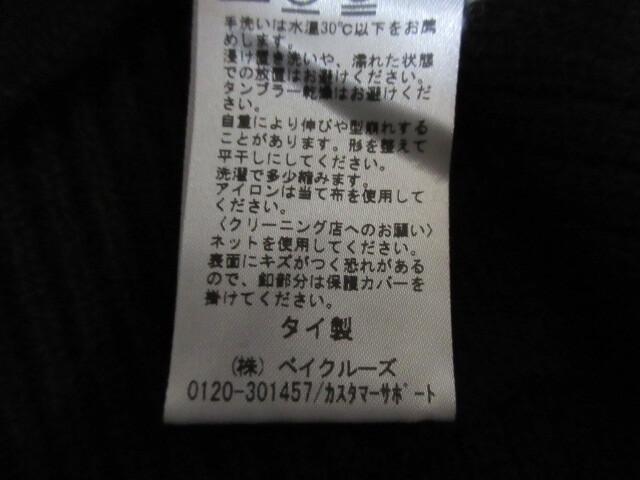 手洗いは水温30℃以下をお薦
めします。
浸け置き洗いや、濡れた状態
での放置はお避けください。
タンブラー乾燥はお避けくだ
さい。
自重により伸びや型崩れする
ことがあります。形を整えて
平干しにしてください。
洗濯で多少縮みます。
アイロンは当て布を使用して
ください。
〈クリーニング店へのお願い〉
ネットを使用してください。
表面にキズがつく恐れがある
ので、釦部分は保護カバーを
掛けてください。
タイ製
(株) ベイクルーズ
0120-301457/カスタマーサポート